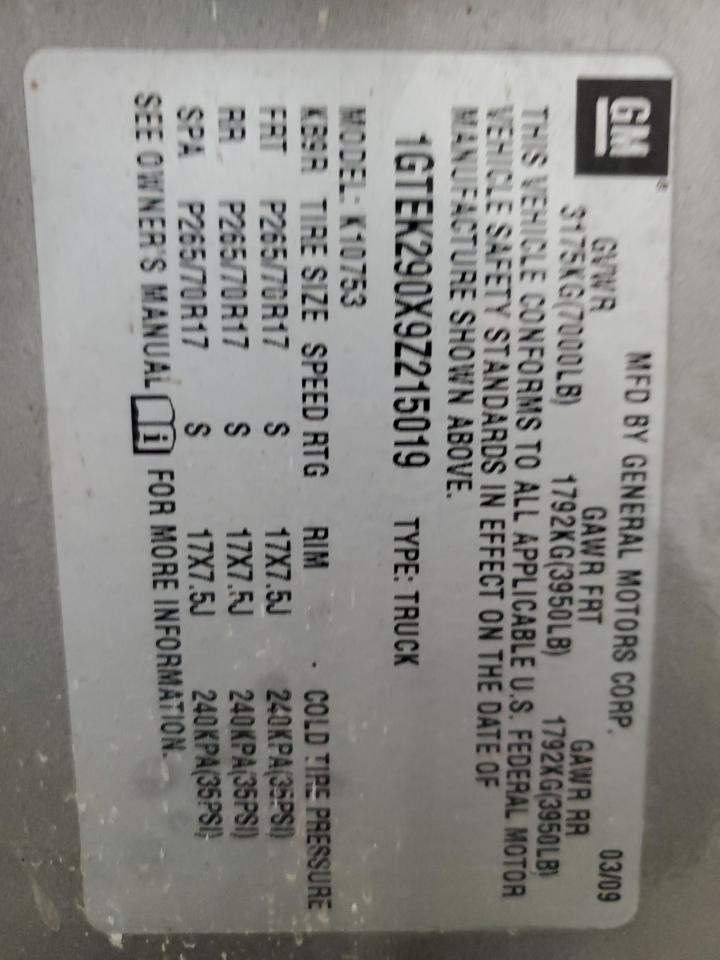 GM®
MFD BY GENERAL MOTORS CORP. 03/09
GVWR GAWR FRT GAWR RR
3175KG(7000LB) 1792KG(3950LB) 1792KG(3950LB)
THIS VEHICLE CONFORMS TO ALL APPLICABLE U.S. FEDERAL MOTOR
VEHICLE SAFETY STANDARDS IN EFFECT ON THE DATE OF
MANUFACTURE SHOWN ABOVE.
1GTEK290X9Z215019 TYPE: TRUCK
MODEL: K10753
KBSR TIRE SIZE SPEED RTG RIM COLD TIRE PRESSURE
FRT P265/70R17 S 17X7.5J 240KPA(35PSI)
RR P265/70R17 S 17X7.5J 240KPA(35PSI)
SPA P265/70R17 S 17X7.5J 240KPA(35PSI)
SEE OWNER'S MANUAL i FOR MORE INFORMATION.